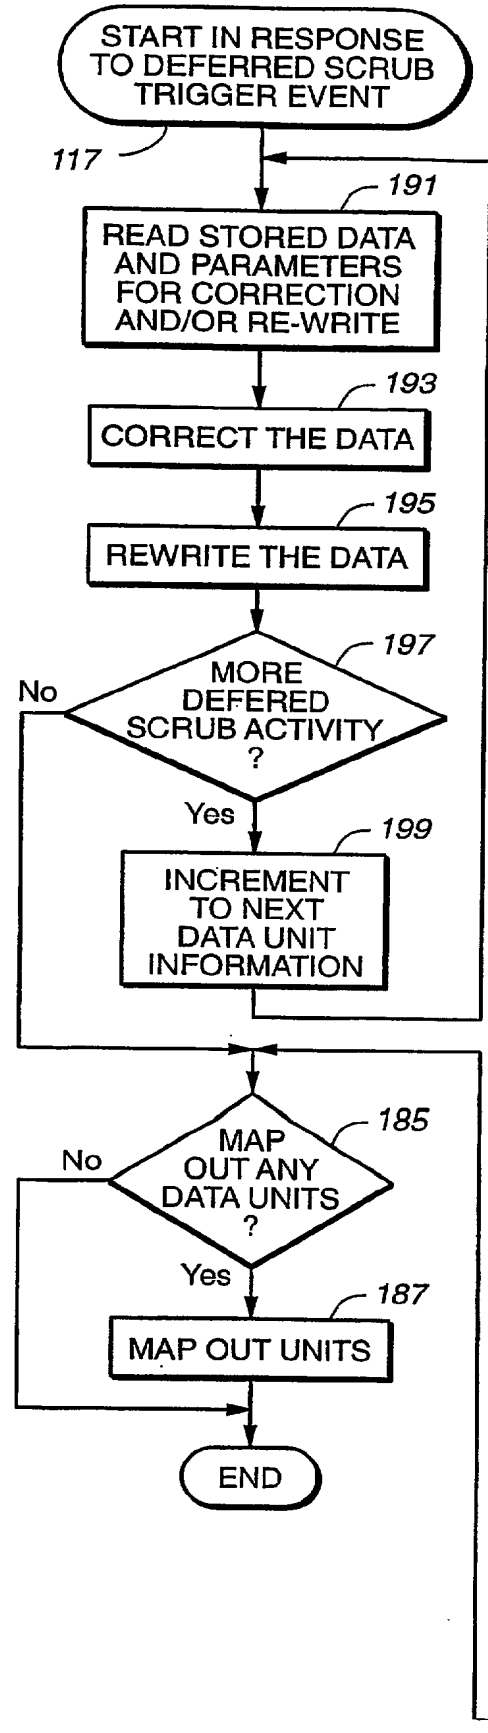 START IN RESPONSE
TO DEFERRED SCRUB
TRIGGER EVENT
117
191
READ STORED DATA
AND PARAMETERS
FOR CORRECTION
AND/OR RE-WRITE
193
CORRECT THE DATA
195
REWRITE THE DATA
197
No
MORE
DEFERED
SCRUB ACTIVITY
?
Yes
199
INCREMENT
TO NEXT
DATA UNIT
INFORMATION
185
No
MAP
OUT ANY
DATA UNITS
?
Yes
187
MAP OUT UNITS
END